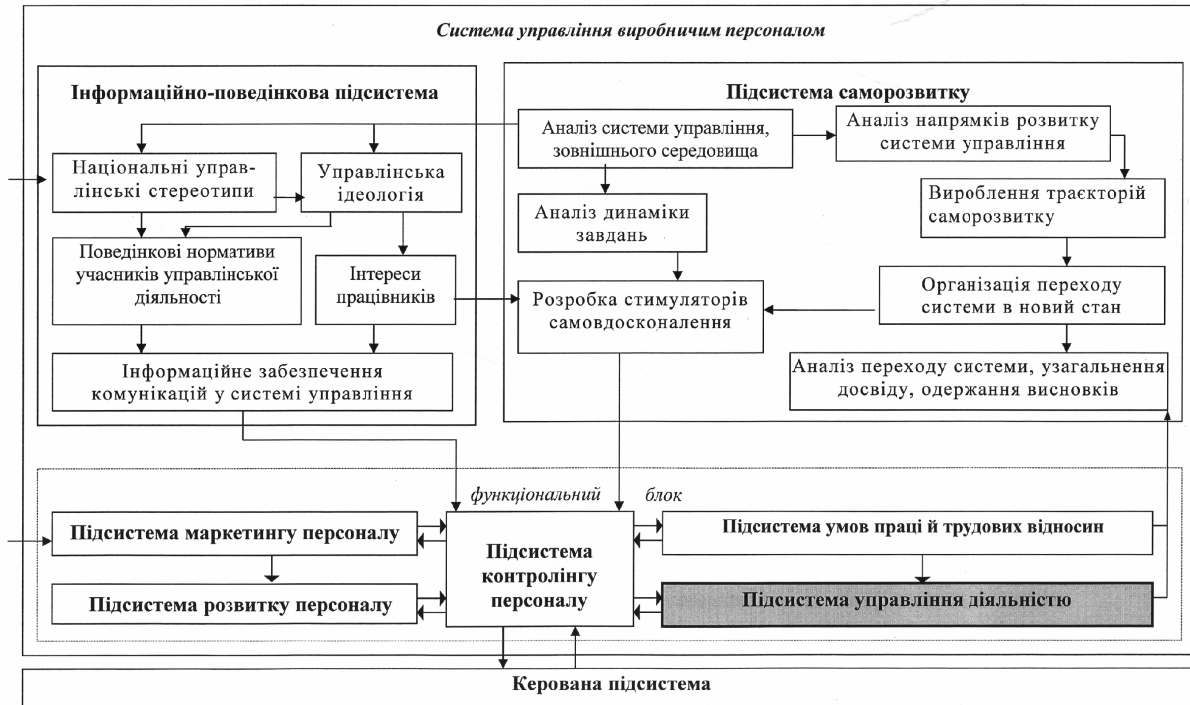 Система управління виробничим персоналом
Інформаційно-поведінкова підсистема
Національні управ-
лінські стереотипи
Управлінська
ідеологія
Поведінкові нормативи
учасників управлінської
діяльності
Інтереси
працівників
Інформаційне забезпечення
комунікацій у системі управління
Підсистема саморозвитку
Аналіз системи управління,
зовнішнього середовища
Аналіз напрямків розвитку
системи управління
Аналіз динаміки
завдань
Вироблення траєкторій
саморозвитку
Розробка стимуляторів
самовдосконалення
Організація переходу
системи в новий стан
Аналіз переходу системи, узагальнення
досвіду, одержання висновків
функціональний блок
Підсистема маркетингу персоналу
Підсистема розвитку персоналу
Підсистема
контролінгу
персоналу
Підсистема умов праці й трудових відносин
Підсистема управління діяльністю
Керована підсистема